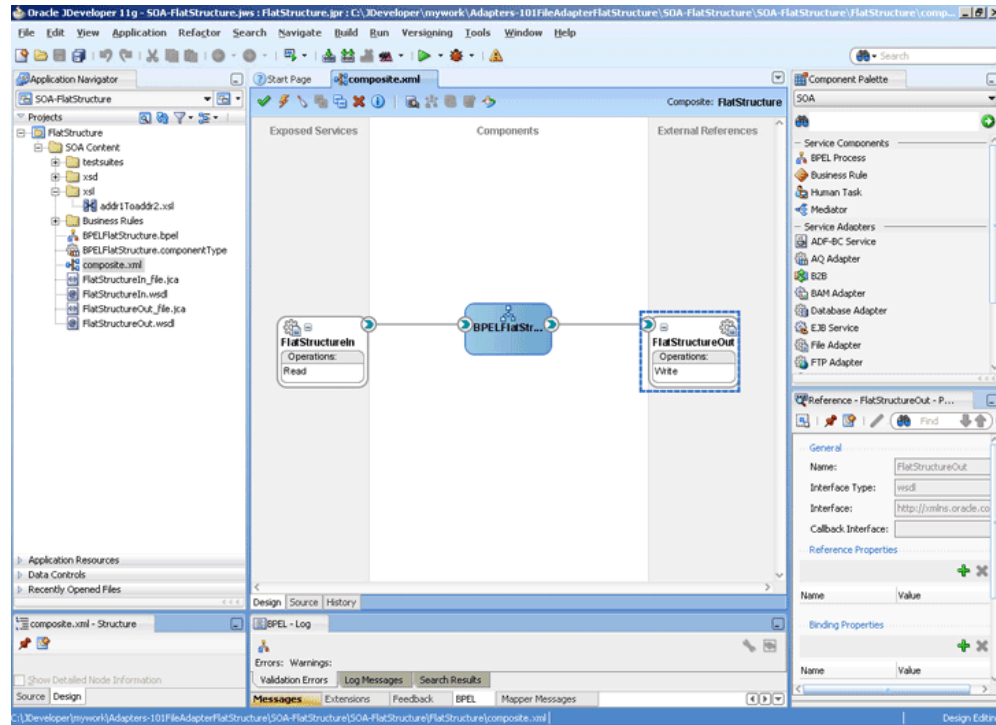 Oracle JDeveloper 11g - SOA-FlatStructure.jws : FlatStructure.jpr : C:\JDeveloper\mywork\Adapters-101FileAdapterFlatStructure\SOA-FlatStructure\SOA-FlatStructure\FlatStructure\comp...
File Edit View Application Refactor Search Navigate Build Run Versioning Tools Window Help
Search
Application Navigator
SOA-FlatStructure
Projects
FlatStructure
SOA Content
testsuites
xsd
xsl
addr1Toaddr2.xsl
Business Rules
BPELFlatStructure.bpel
BPELFlatStructure.componentType
composite.xml
FlatStructureIn_file.jca
FlatStructureIn.wsdl
FlatStructureOut_file.jca
FlatStructureOut.wsdl
Application Resources
Data Controls
Recently Opened Files
composite.xml - Structure
Show Detailed Node Information
Source Design
Start Page composite.xml
Composite: FlatStructure
Exposed Services Components External References
FlatStructureIn
Operations:
Read
BPELFlatStr...
FlatStructureOut
Operations:
Write
Design Source History
BPEL - Log
Errors: Warnings:
Validation Errors Log Messages Search Results
Messages Extensions Feedback BPEL Mapper Messages
Component Palette
SOA
Service Components
BPEL Process
Business Rule
Human Task
Mediator
Service Adapters
ADF-BC Service
AQ Adapter
B2B
BAM Adapter
Database Adapter
EJB Service
File Adapter
FTP Adapter
Reference - FlatStructureOut - P...
Find
General
Name: FlatStructureOut
Interface Type: wsdl
Interface: http://xmlns.oracle.co
Callback Interface:
Reference Properties
Name Value
Binding Properties
Name Value
C:\JDeveloper\mywork\Adapters-101FileAdapterFlatStructure\SOA-FlatStructure\SOA-FlatStructure\FlatStructure\composite.xml
Design Editin